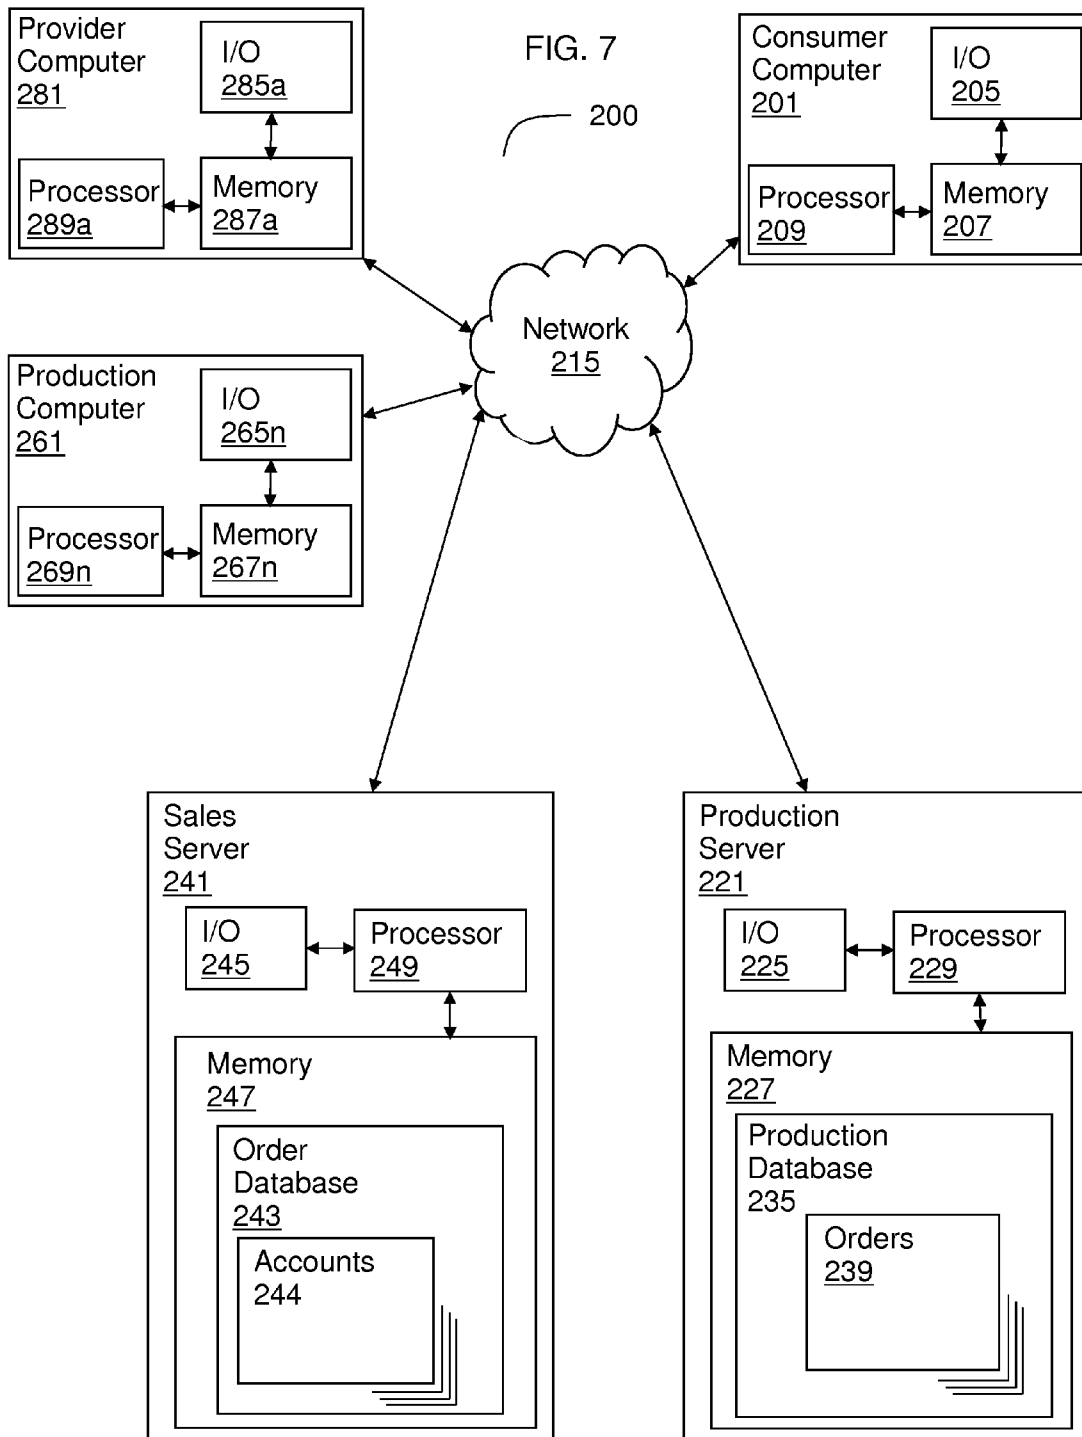 Provider
Computer
281
I/O
285a
Processor
289a
Memory
287a
FIG. 7
200
Consumer
Computer
201
I/O
205
Processor
209
Memory
207
Network
215
Production
Computer
261
I/O
265n
Processor
269n
Memory
267n
Sales
Server
241
I/O
245
Processor
249
Memory
247
Order
Database
243
Accounts
244
Production
Server
221
I/O
225
Processor
229
Memory
227
Production
Database
235
Orders
239